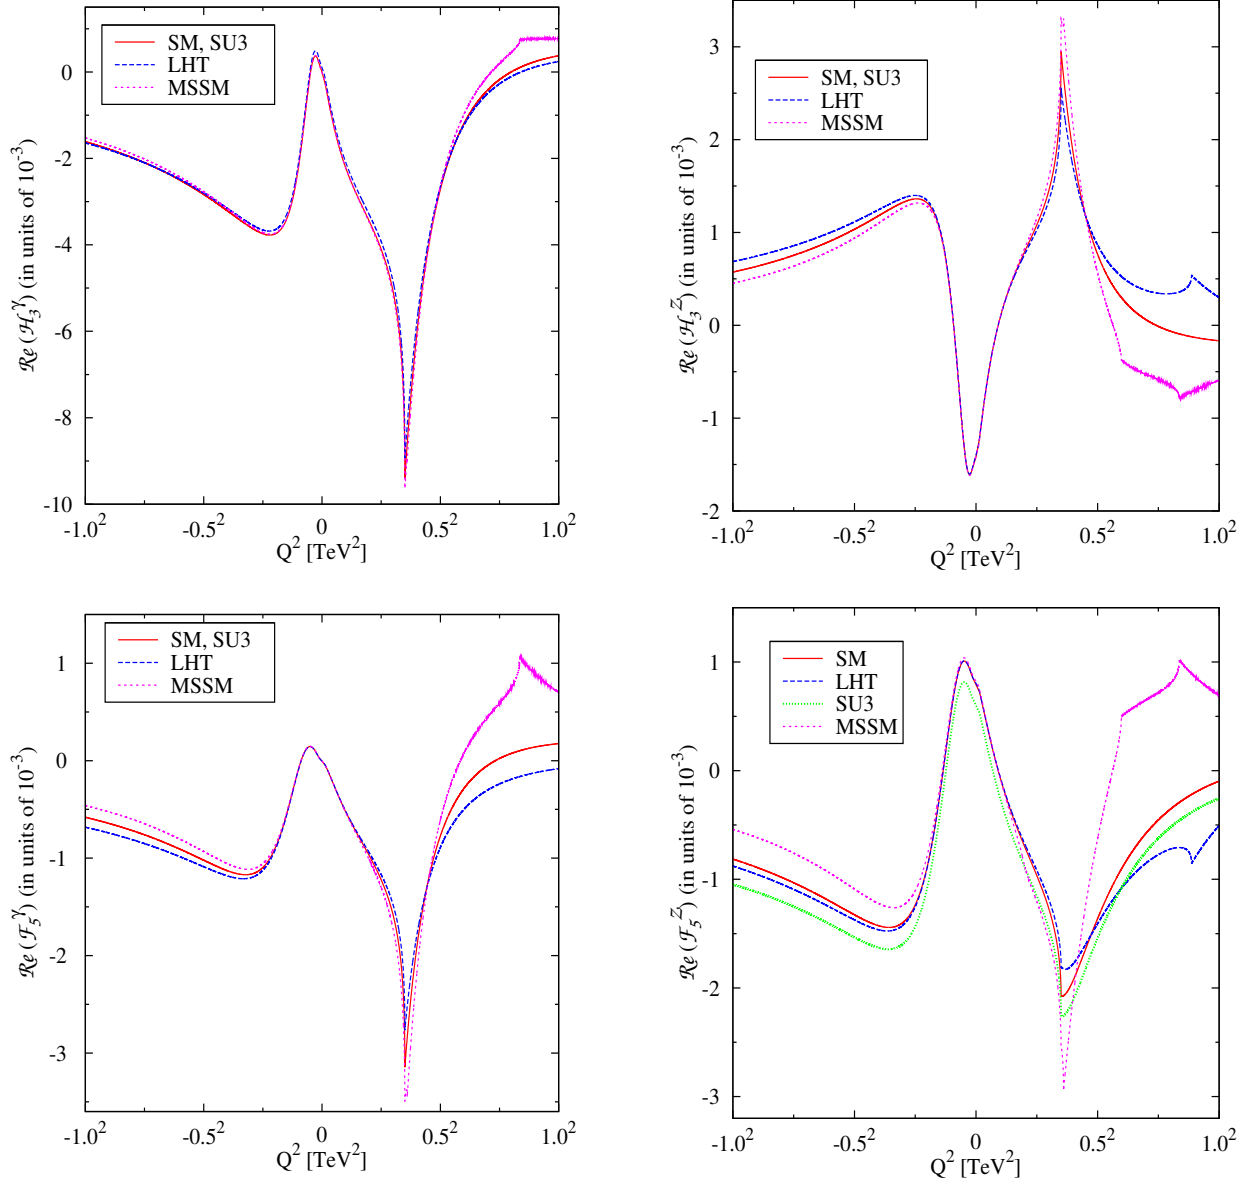 SM, SU3
LHT
MSSM
0
-2
-4
-6
-8
-10
ℛe (ℋ₃^γ) (in units of 10⁻³)
-1.0² -0.5² 0 0.5² 1.0²
Q² [TeV²]
SM, SU3
LHT
MSSM
3
2
1
0
-1
-2
ℛe (ℋ₃^Z) (in units of 10⁻³)
-1.0² -0.5² 0 0.5² 1.0²
Q² [TeV²]
SM, SU3
LHT
MSSM
1
0
-1
-2
-3
ℛe (ℱ₅^γ) (in units of 10⁻³)
-1.0² -0.5² 0 0.5² 1.0²
Q² [TeV²]
SM
LHT
SU3
MSSM
1
0
-1
-2
-3
ℛe (ℱ₅^Z) (in units of 10⁻³)
-1.0² -0.5² 0 0.5² 1.0²
Q² [TeV²]